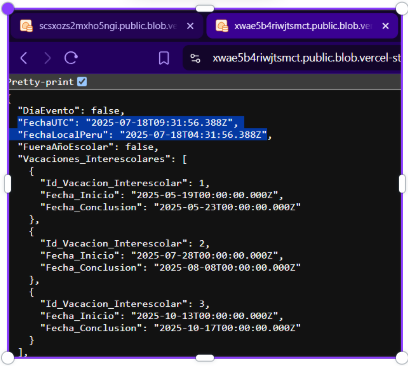 scsxozs2mxho5ngi.public.blob.ve
xwae5b4riwjtsmct.public.blob.ver
xwae5b4riwjtsmct.public.blob.vercel-st
Pretty-print
{
"DiaEvento": false,
"FechaUTC": "2025-07-18T09:31:56.388Z",
"FechaLocalPeru": "2025-07-18T04:31:56.388Z",
"FueraAñoEscolar": false,
"Vacaciones_Interescolares": [
{
"Id_Vacacion_Interescolar": 1,
"Fecha_Inicio": "2025-05-19T00:00:00.000Z",
"Fecha_Conclusion": "2025-05-23T00:00:00.000Z"
},
{
"Id_Vacacion_Interescolar": 2,
"Fecha_Inicio": "2025-07-28T00:00:00.000Z",
"Fecha_Conclusion": "2025-08-08T00:00:00.000Z"
},
{
"Id_Vacacion_Interescolar": 3,
"Fecha_Inicio": "2025-10-13T00:00:00.000Z",
"Fecha_Conclusion": "2025-10-17T00:00:00.000Z"
}
],